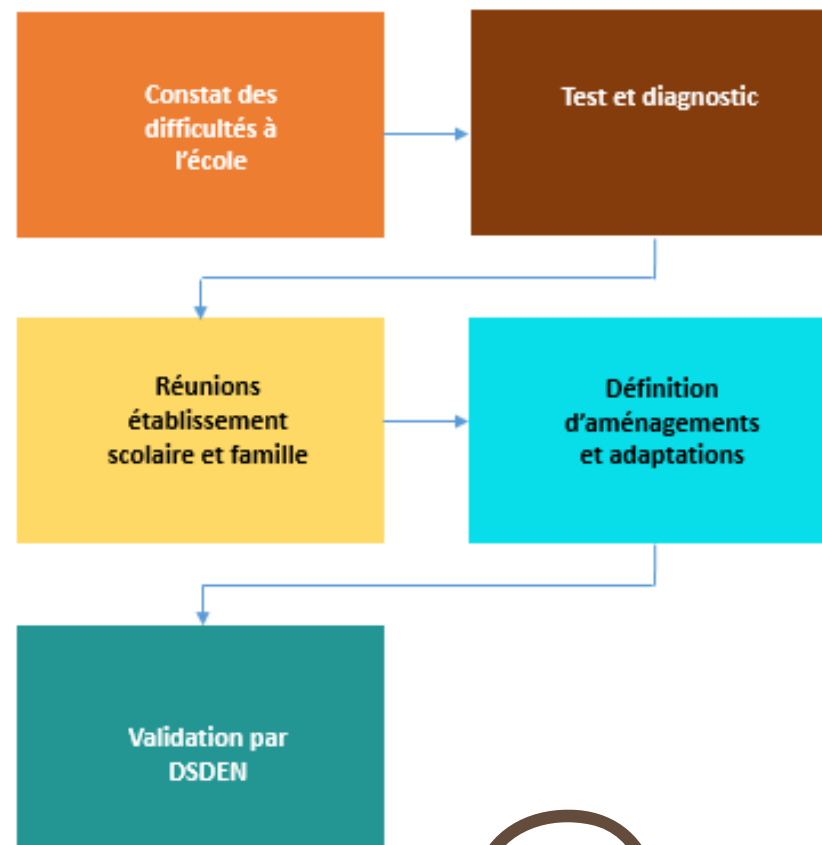 Constat des
difficultés à
l'école
Test et diagnostic
Réunions
établissement
scolaire et famille
Définition
d'aménagements
et adaptations
Validation par
DSDEN